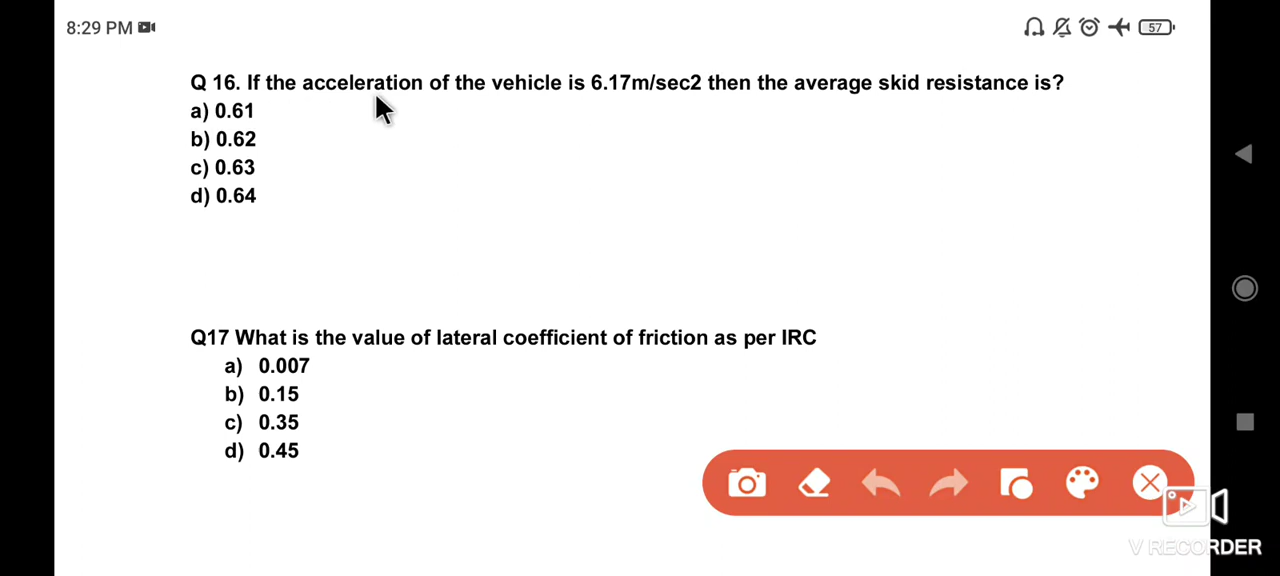 8:29 PM
57
Q 16. If the acceleration of the vehicle is 6.17m/sec2 then the average skid resistance is?
a) 0.61
b) 0.62
c) 0.63
d) 0.64
Q17 What is the value of lateral coefficient of friction as per IRC
a) 0.007
b) 0.15
c) 0.35
d) 0.45
V RECORDER